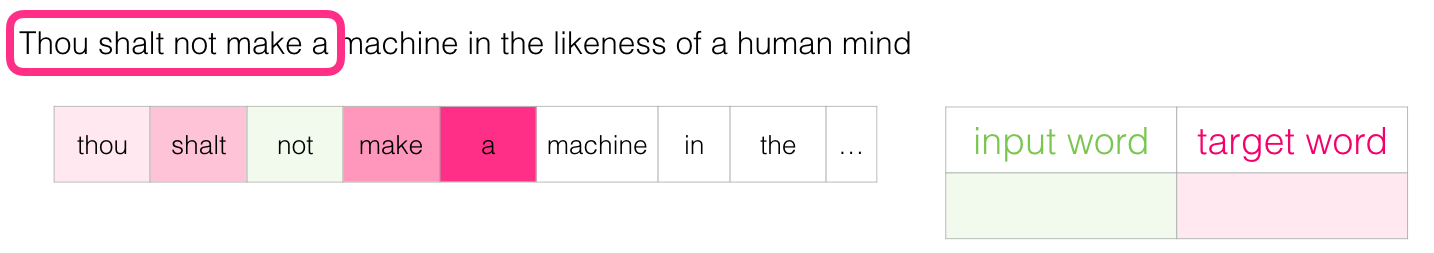 Thou shalt not make a machine in the likeness of a human mind
thou shalt not make a machine in the ...
input word target word